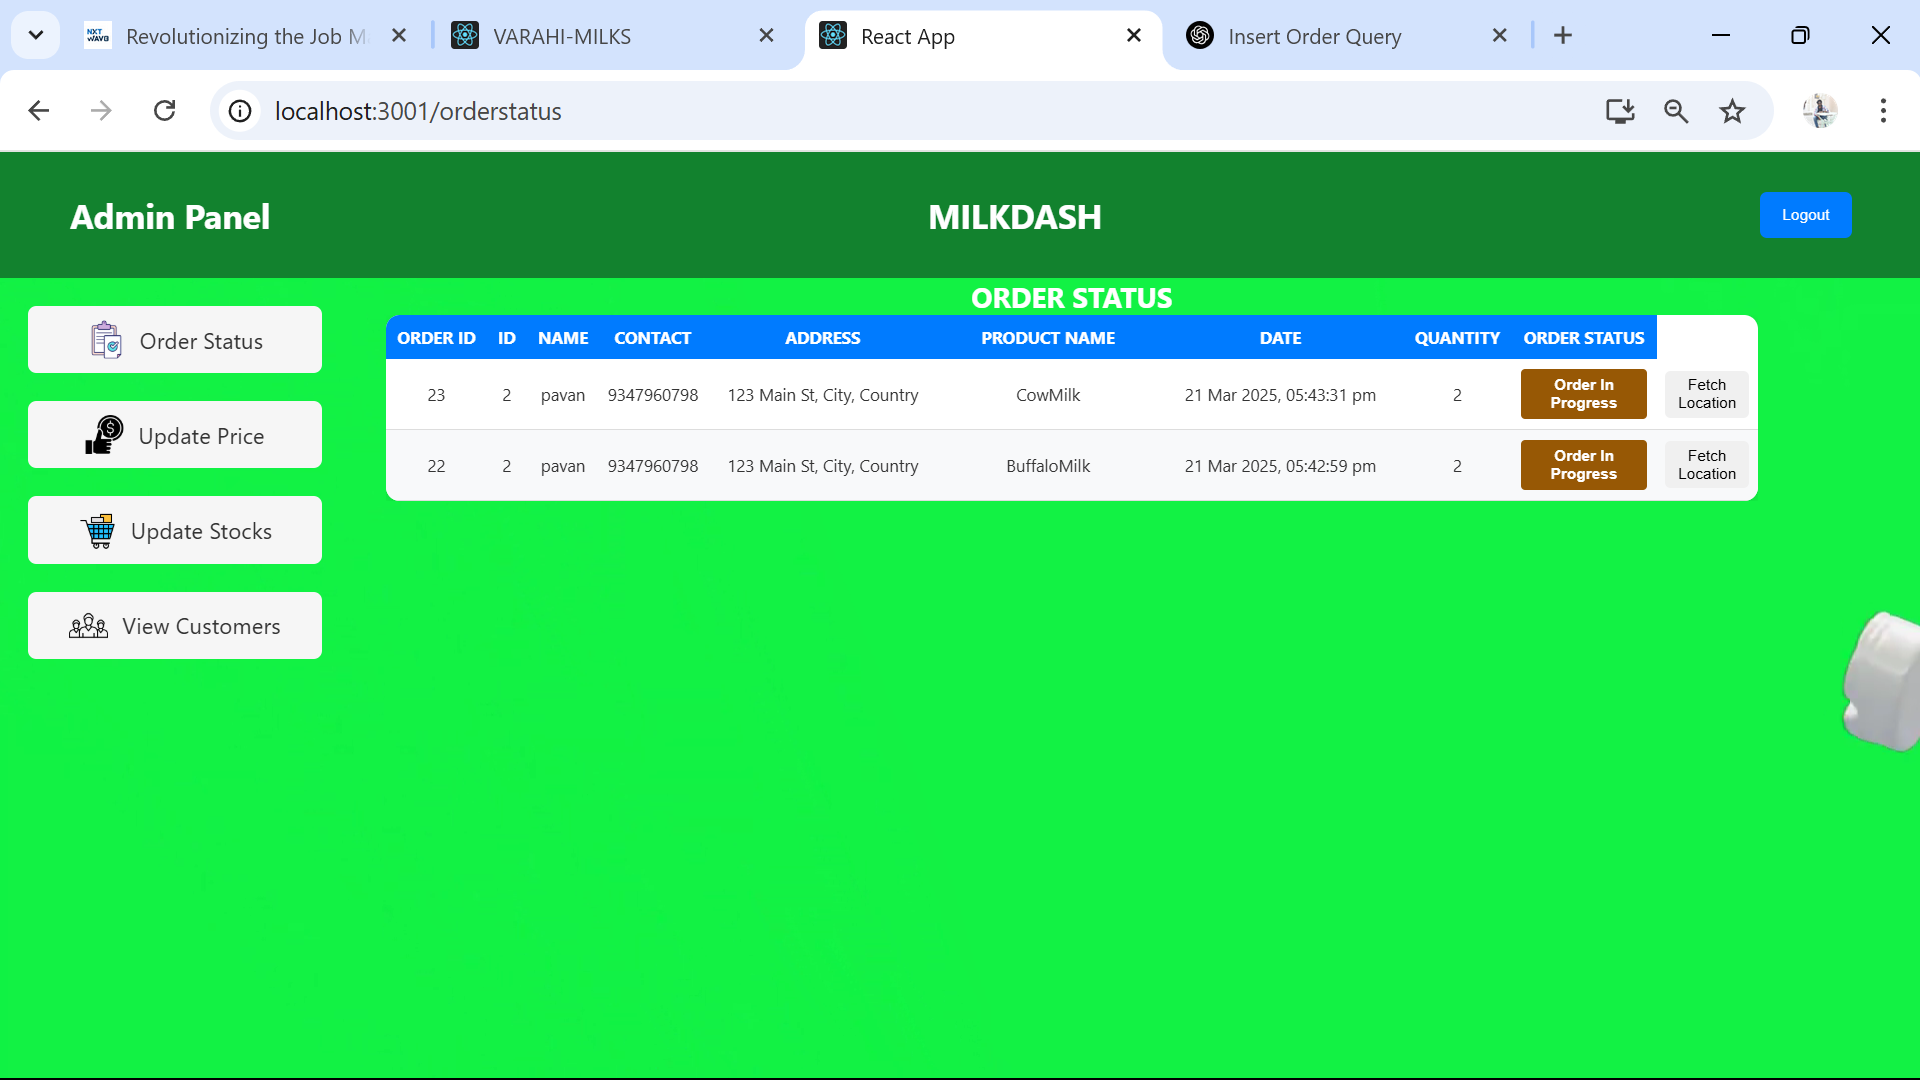 NXT WAVE Revolutionizing the Job M
VARAHI-MILKS
React App
Insert Order Query
localhost:3001/orderstatus
Admin Panel
MILKDASH
Logout
Order Status
Update Price
Update Stocks
View Customers
ORDER STATUS
ORDER ID ID NAME CONTACT ADDRESS PRODUCT NAME DATE QUANTITY ORDER STATUS
23 2 pavan 9347960798 123 Main St, City, Country CowMilk 21 Mar 2025, 05:43:31 pm 2 Order In Progress Fetch Location
22 2 pavan 9347960798 123 Main St, City, Country BuffaloMilk 21 Mar 2025, 05:42:59 pm 2 Order In Progress Fetch Location